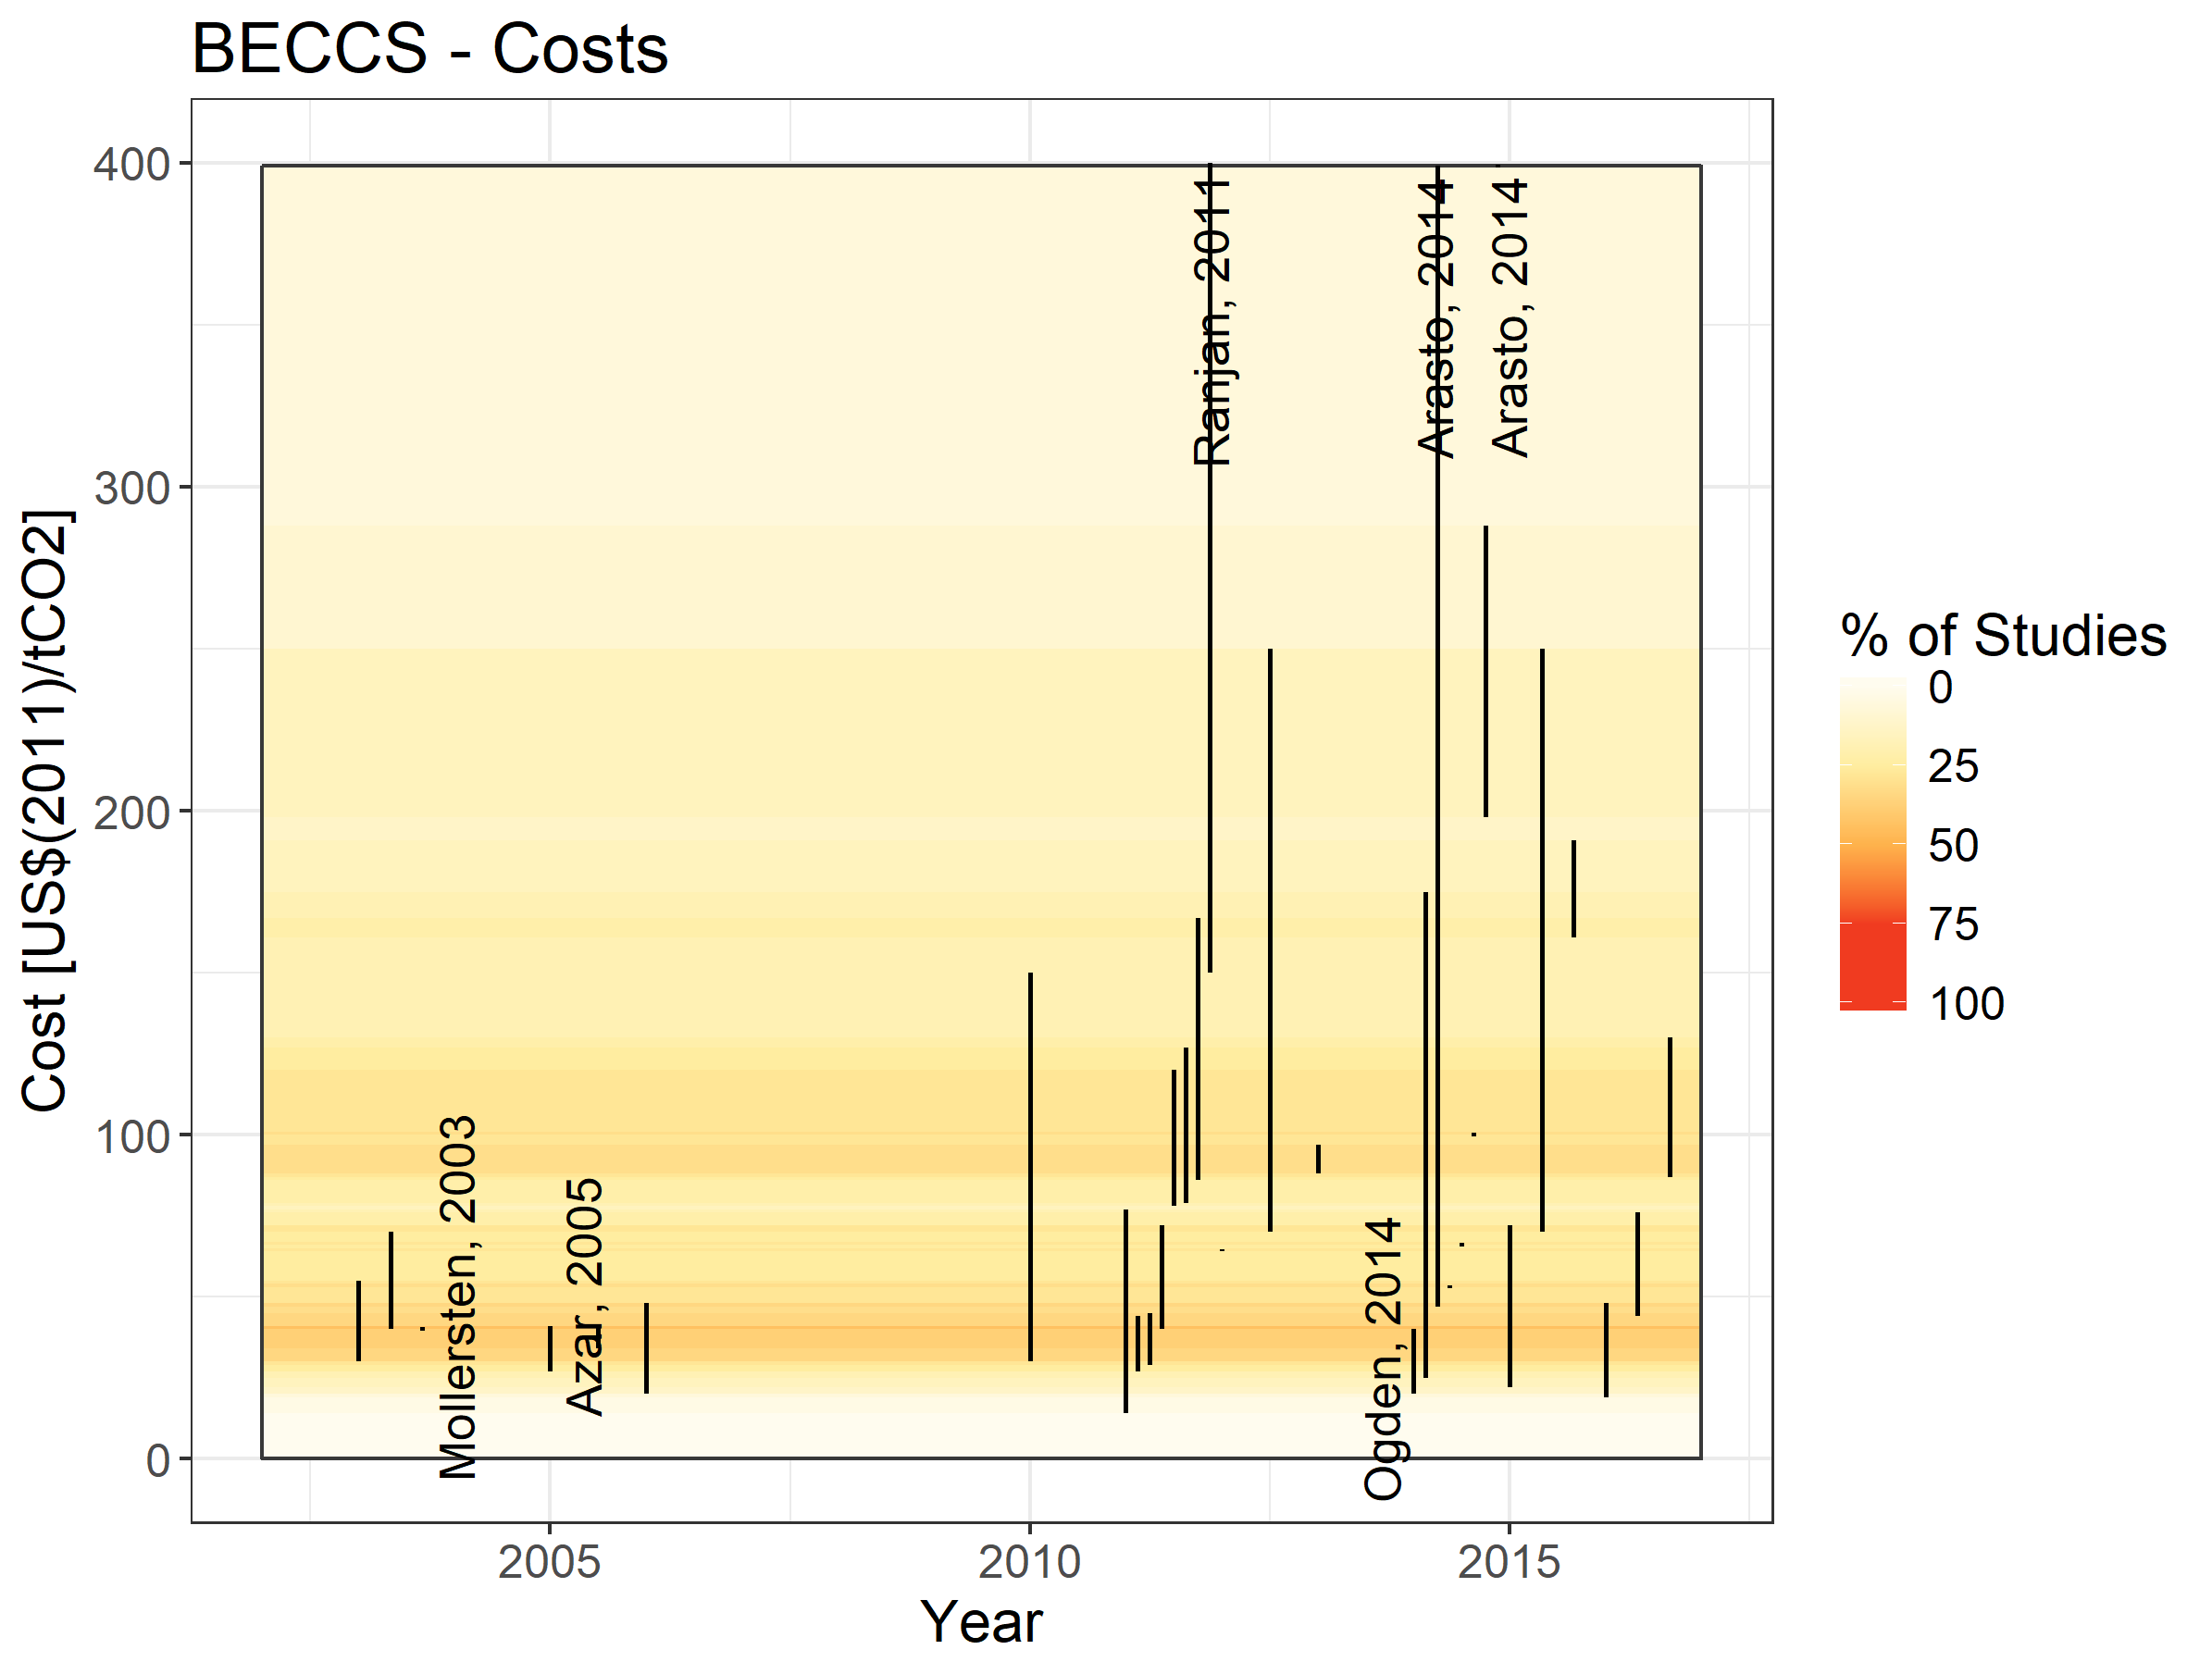 BECCS - Costs
Cost [US$(2011)/tCO2]
400
300
200
100
0
Ranjan, 2011
Arasto, 2014
Arasto, 2014
Mollersten, 2003
Azar, 2005
Ogden, 2014
2005
2010
2015
Year
% of Studies
0
25
50
75
100